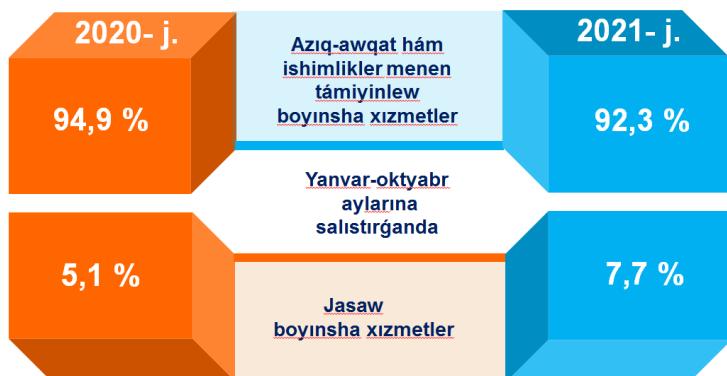 2020- j.
94,9 %
Azıq-awqat hám
ishimlikler menen
támiyinlew
boyınsha xızmetler
2021- j.
92,3 %
Yanvar-oktyabr
aylarına
salıstırǵanda
5,1 %
Jasaw
boyınsha xızmetler
7,7 %